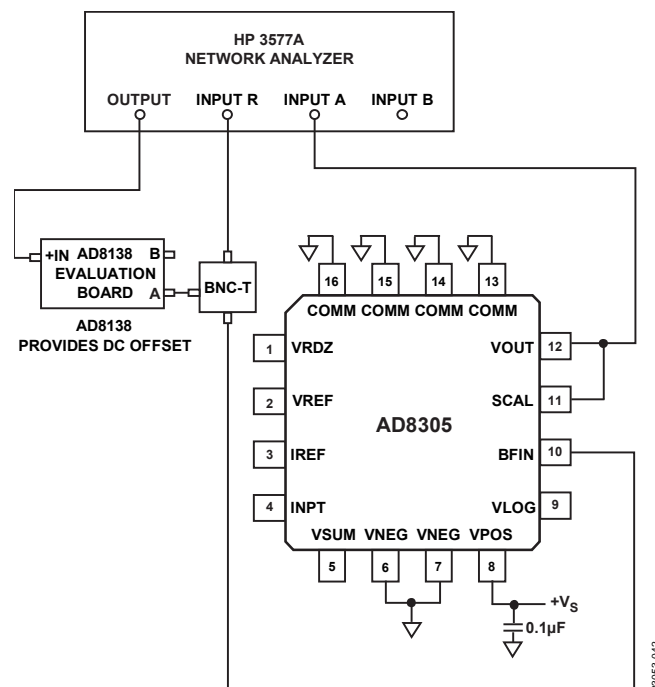 HP 3577A
NETWORK ANALYZER
OUTPUT INPUT R INPUT A INPUT B
+IN AD8138 B
EVALUATION
BOARD A
BNC-T
AD8138
PROVIDES DC OFFSET
16 15 14 13
COMM COMM COMM COMM
1 VRDZ VOUT 12
2 VREF SCAL 11
AD8305
3 IREF BFIN 10
4 INPT VLOG 9
VSUM VNEG VNEG VPOS
5 6 7 8
+VS
0.1µF
03053-043